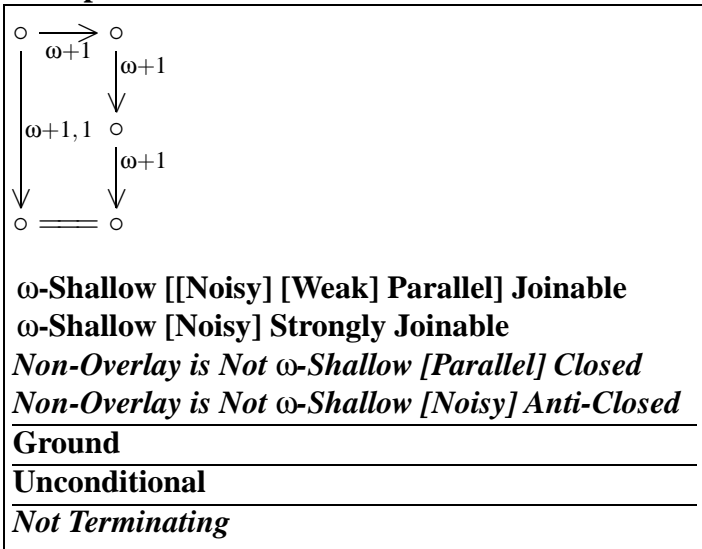 ω+1
ω+1
ω+1, 1
ω+1
ω-Shallow [[Noisy] [Weak] Parallel] Joinable
ω-Shallow [Noisy] Strongly Joinable
Non-Overlay is Not ω-Shallow [Parallel] Closed
Non-Overlay is Not ω-Shallow [Noisy] Anti-Closed
Ground
Unconditional
Not Terminating